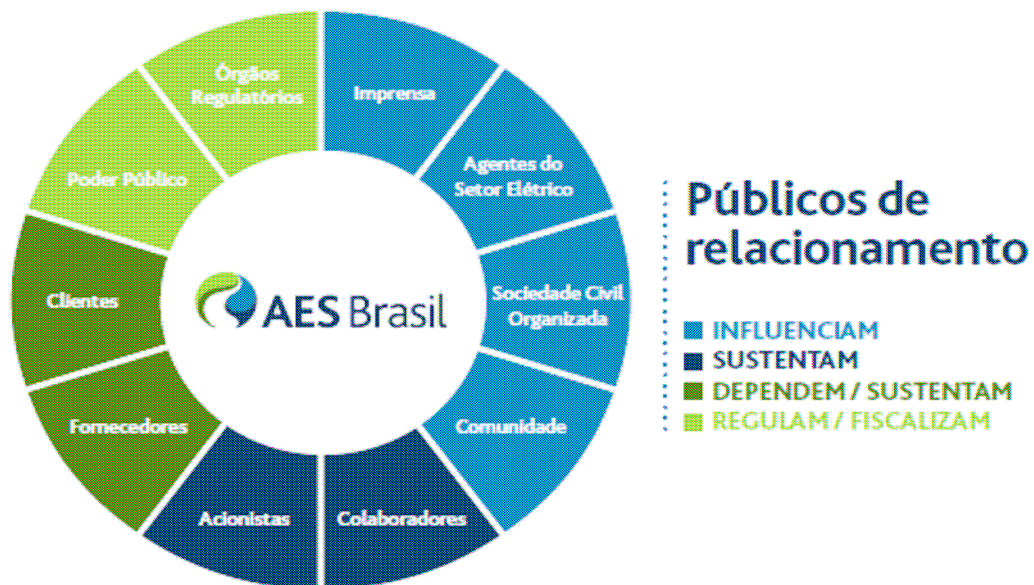 Órgãos
Regulatórios
Imprensa
Agentes do
Setor Elétrico
Poder Público
Clientes
AES Brasil
Sociedade Civil
Organizada
Fornecedores
Comunidade
Acionistas
Colaboradores
Públicos de
relacionamento
INFLUENCIAM
SUSTENTAM
DEPENDEM / SUSTENTAM
REGULAM / FISCALIZAM